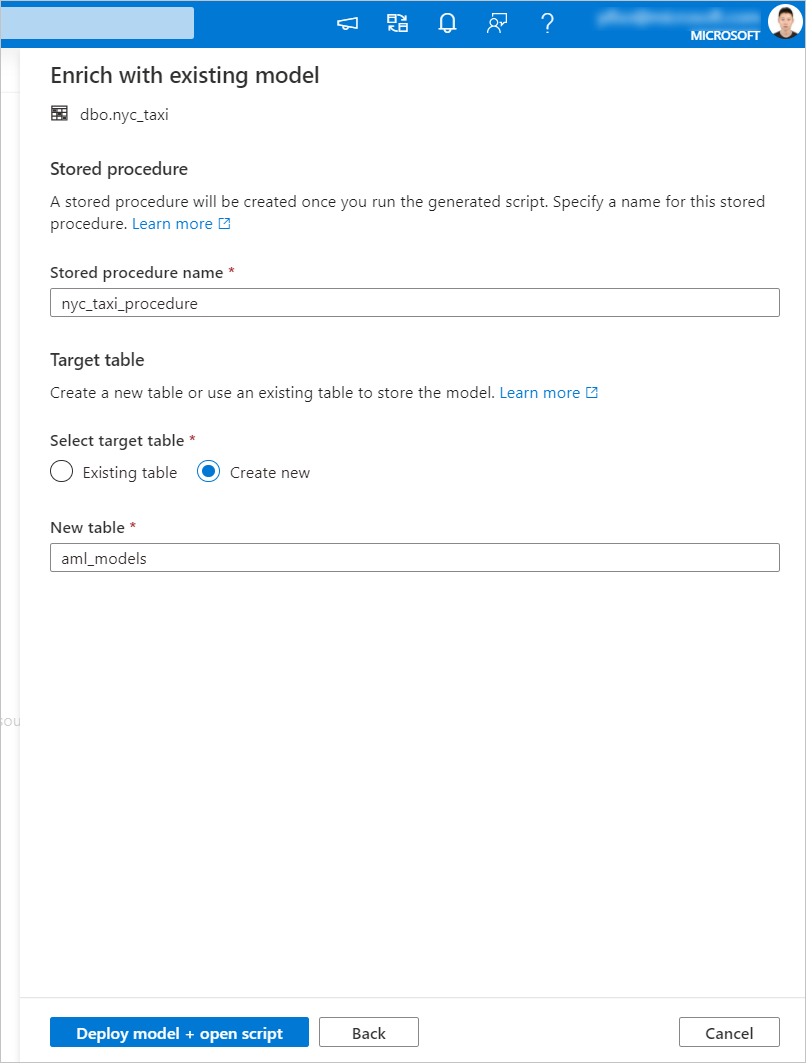 MICROSOFT
Enrich with existing model
dbo.nyc_taxi
Stored procedure
A stored procedure will be created once you run the generated script. Specify a name for this stored
procedure. Learn more
Stored procedure name *
nyc_taxi_procedure
Target table
Create a new table or use an existing table to store the model. Learn more
Select target table *
Existing table Create new
New table *
aml_models
sou
Deploy model + open script Back Cancel